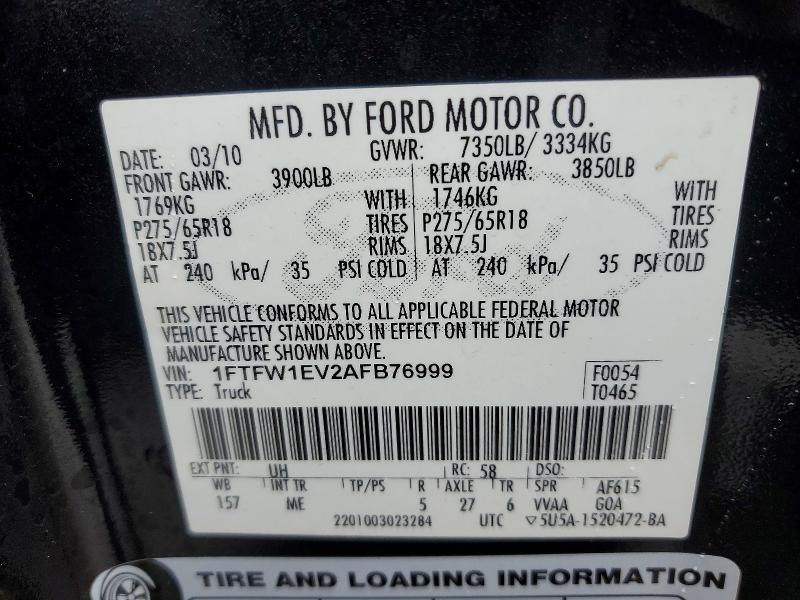 MFD. BY FORD MOTOR CO.
DATE: 03/10 GVWR: 7350LB/ 3334KG
FRONT GAWR: 3900LB REAR GAWR: 3850LB
1769KG WITH 1746KG WITH
P275/65R18 TIRES P275/65R18 TIRES
18X7.5J RIMS 18X7.5J RIMS
AT 240 kPa/ 35 PSI COLD AT 240 kPa/ 35 PSI COLD
THIS VEHICLE CONFORMS TO ALL APPLICABLE FEDERAL MOTOR
VEHICLE SAFETY STANDARDS IN EFFECT ON THE DATE OF
MANUFACTURE SHOWN ABOVE.
VIN: 1FTFW1EV2AFB76999 F0054
TYPE: Truck T0465
EXT PNT: UH RC: 58 DSO:
WB INT TR TP/PS R AXLE TR SPR AF615
157 ME 5 27 6 VVAA GOA
2201003023284 UTC ▽5U5A-1520472-BA
TIRE AND LOADING INFORMATION